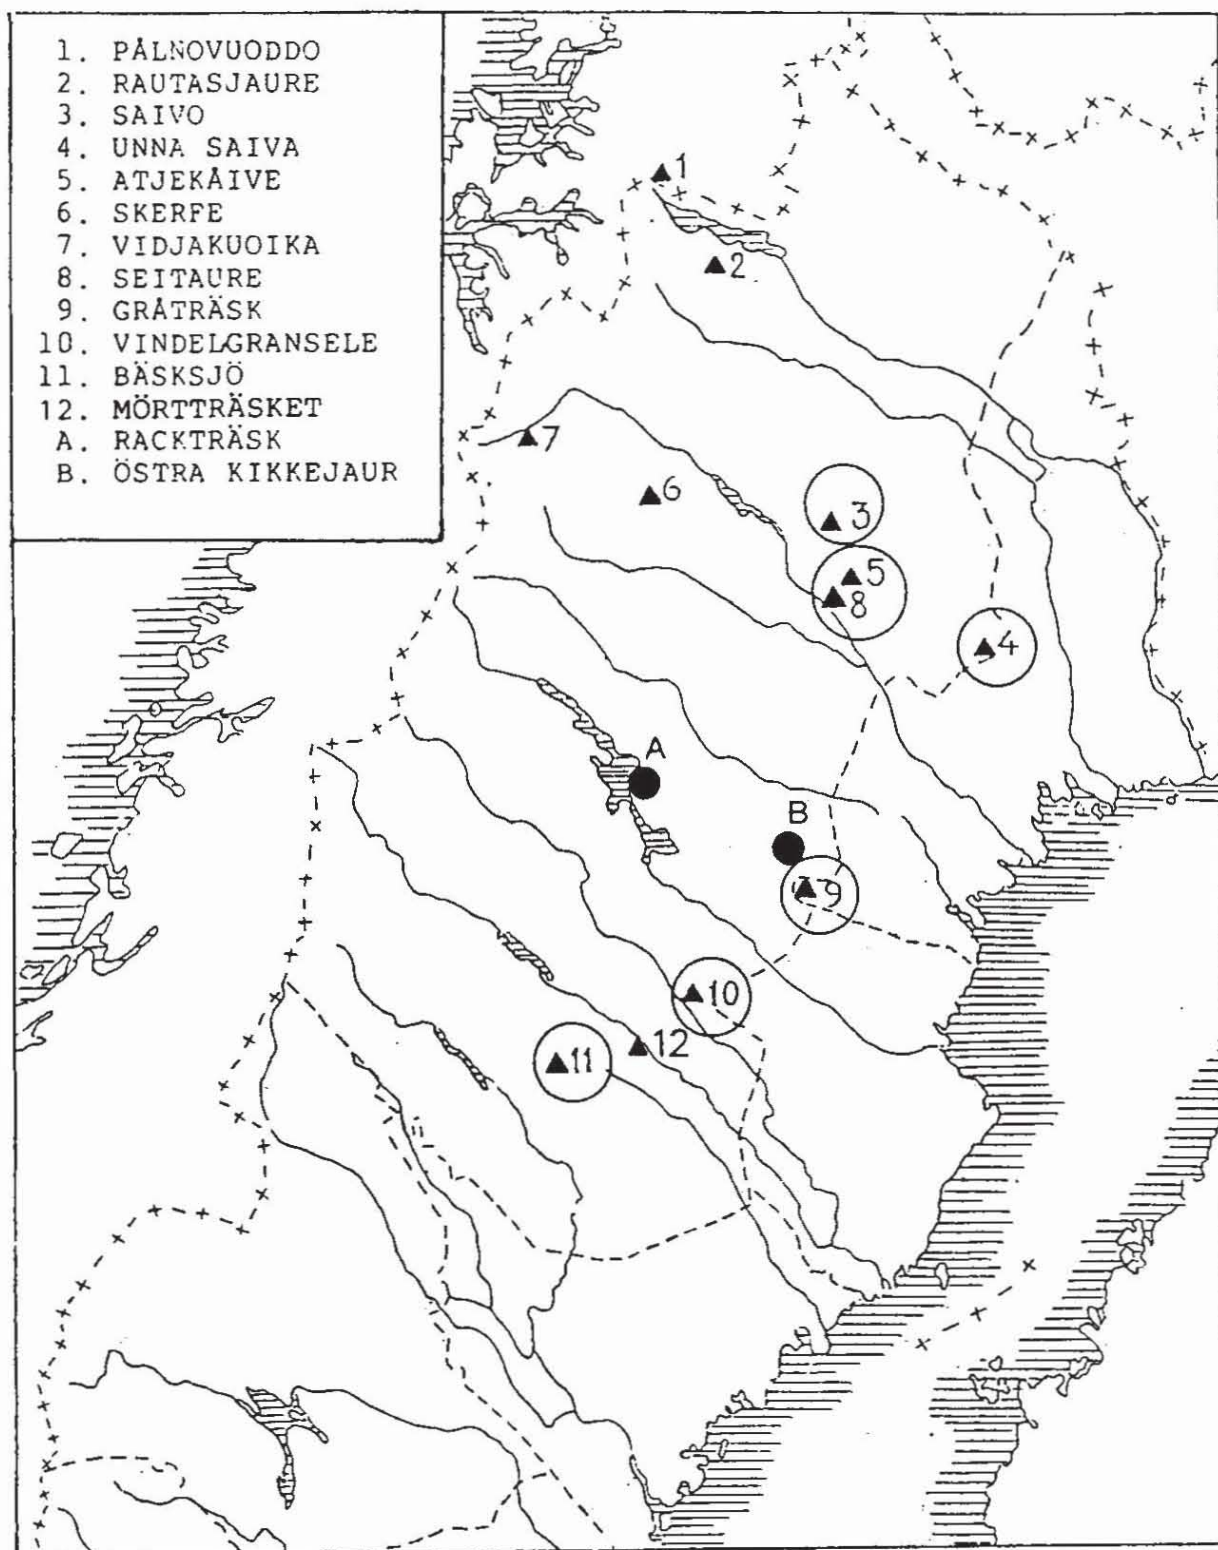 1. PÅLNOVUODDO
2. RAUTASJAURE
3. SAIVO
4. UNNA SAIVA
5. ATJEKÅIVE
6. SKERFE
7. VIDJAKUOIKA
8. SEITAURE
9. GRÅTRÄSK
10. VINDELGRANSELE
11. BÄSKSJÖ
12. MÖRTTRÄSKET
A. RACKTRÄSK
B. ÖSTRA KIKKEJAUR
1
2
7
6
3
5
8
4
A
B
9
10
12
11